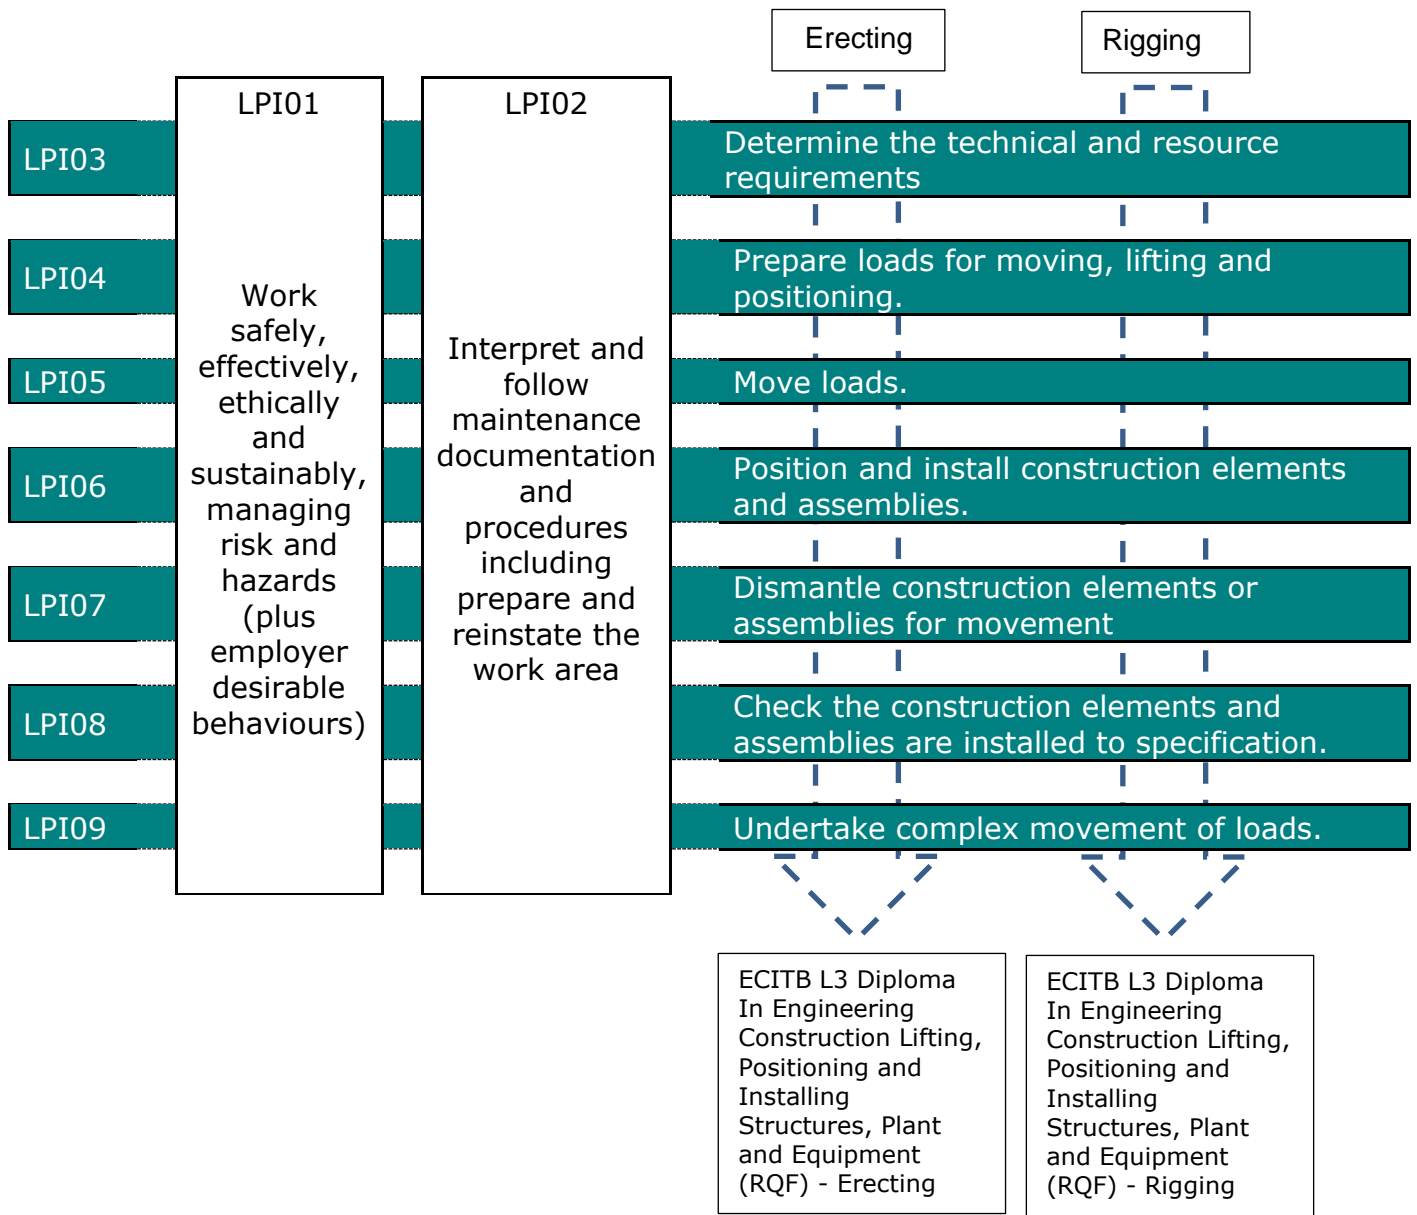 Erecting
Rigging
LPI01
LPI02
LPI03
Determine the technical and resource
requirements
LPI04
Prepare loads for moving, lifting and
positioning.
LPI05
Move loads.
LPI06
Position and install construction elements
and assemblies.
LPI07
Dismantle construction elements or
assemblies for movement
LPI08
Check the construction elements and
assemblies are installed to specification.
LPI09
Undertake complex movement of loads.
Work
safely,
effectively,
ethically
and
sustainably,
managing
risk and
hazards
(plus
employer
desirable
behaviours)
Interpret and
follow
maintenance
documentation
and
procedures
including
prepare and
reinstate the
work area
ECITB L3 Diploma
In Engineering
Construction Lifting,
Positioning and
Installing
Structures, Plant
and Equipment
(RQF) - Erecting
ECITB L3 Diploma
In Engineering
Construction Lifting,
Positioning and
Installing
Structures, Plant
and Equipment
(RQF) - Rigging